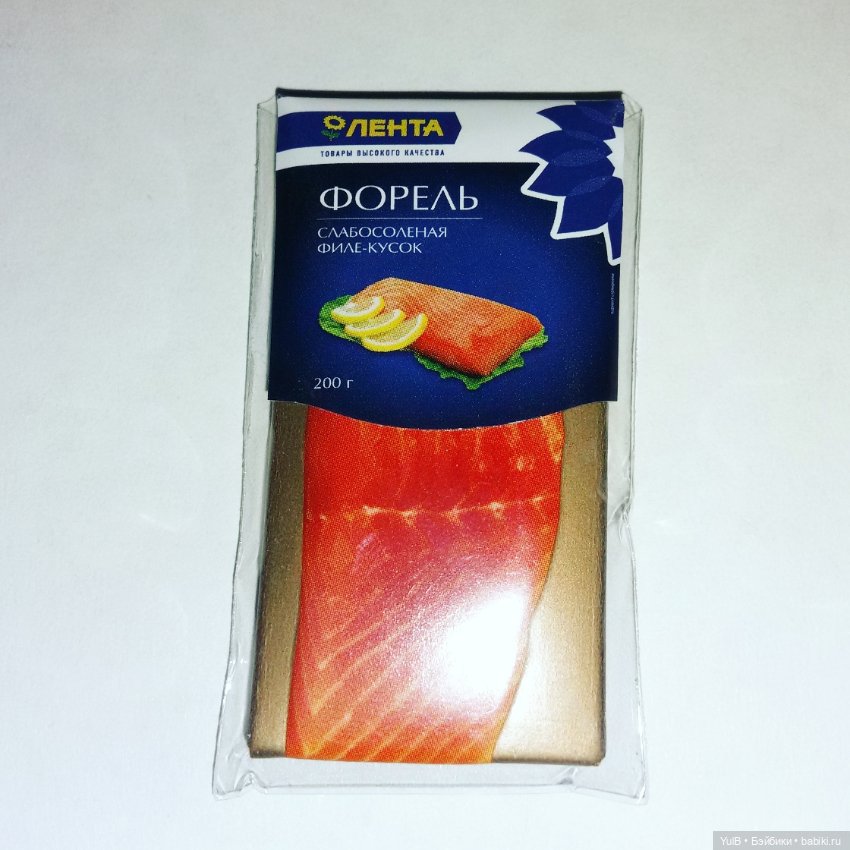 ЛЕНТА
ТОВАРЫ ВЫСОКОГО КАЧЕСТВА
ФОРЕЛЬ
СЛАБОСОЛЕНАЯ
ФИЛЕ-КУСОК
200 г
YulB • Бэйбики • babiki.ru